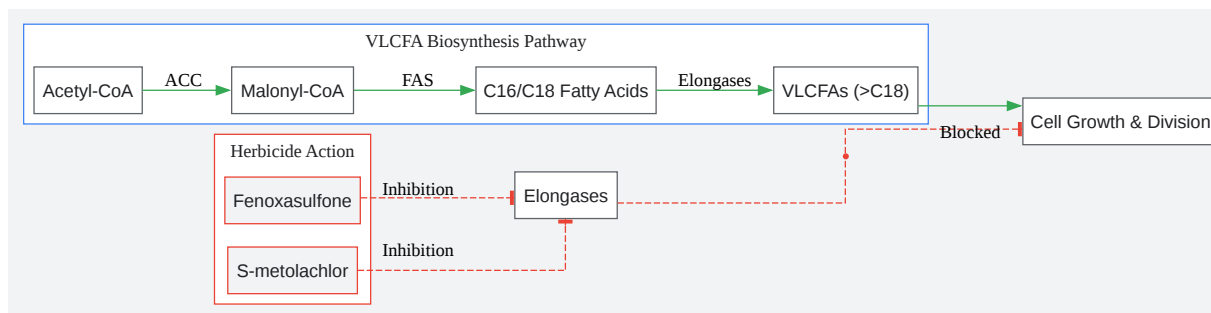 VLCFA Biosynthesis Pathway
Acetyl-CoA
ACC
Malonyl-CoA
FAS
C16/C18 Fatty Acids
Elongases
VLCFAs (>C18)
Cell Growth & Division
Blocked
Herbicide Action
Fenoxasulfone
Inhibition
Elongases
S-metolachlor
Inhibition